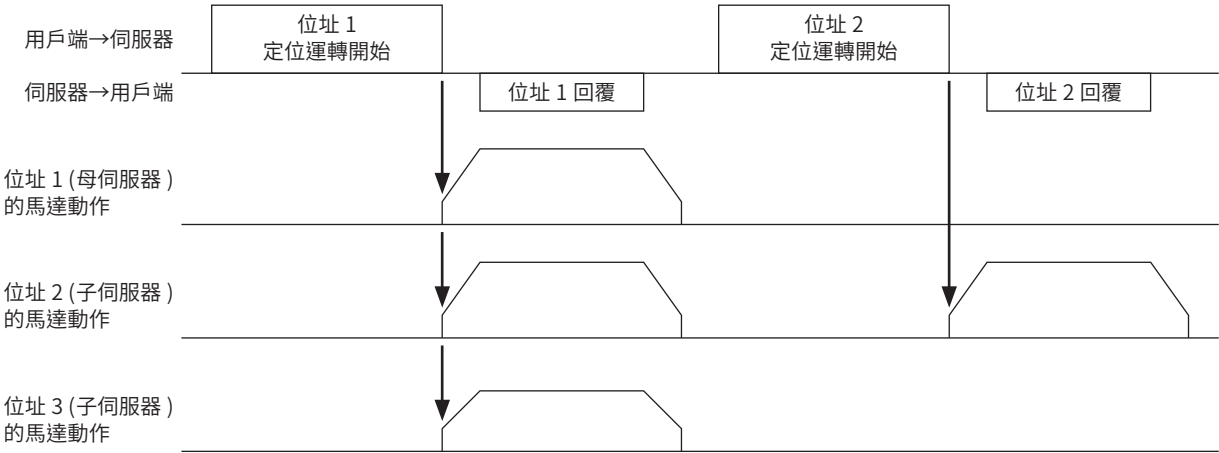 位址 1
定位運轉開始
位址 2
定位運轉開始
用戶端→伺服器
伺服器→用戶端
位址 1 回覆
位址 2 回覆
位址 1 (母伺服器 )
的馬達動作
位址 2 (子伺服器 )
的馬達動作
位址 3 (子伺服器 )
的馬達動作